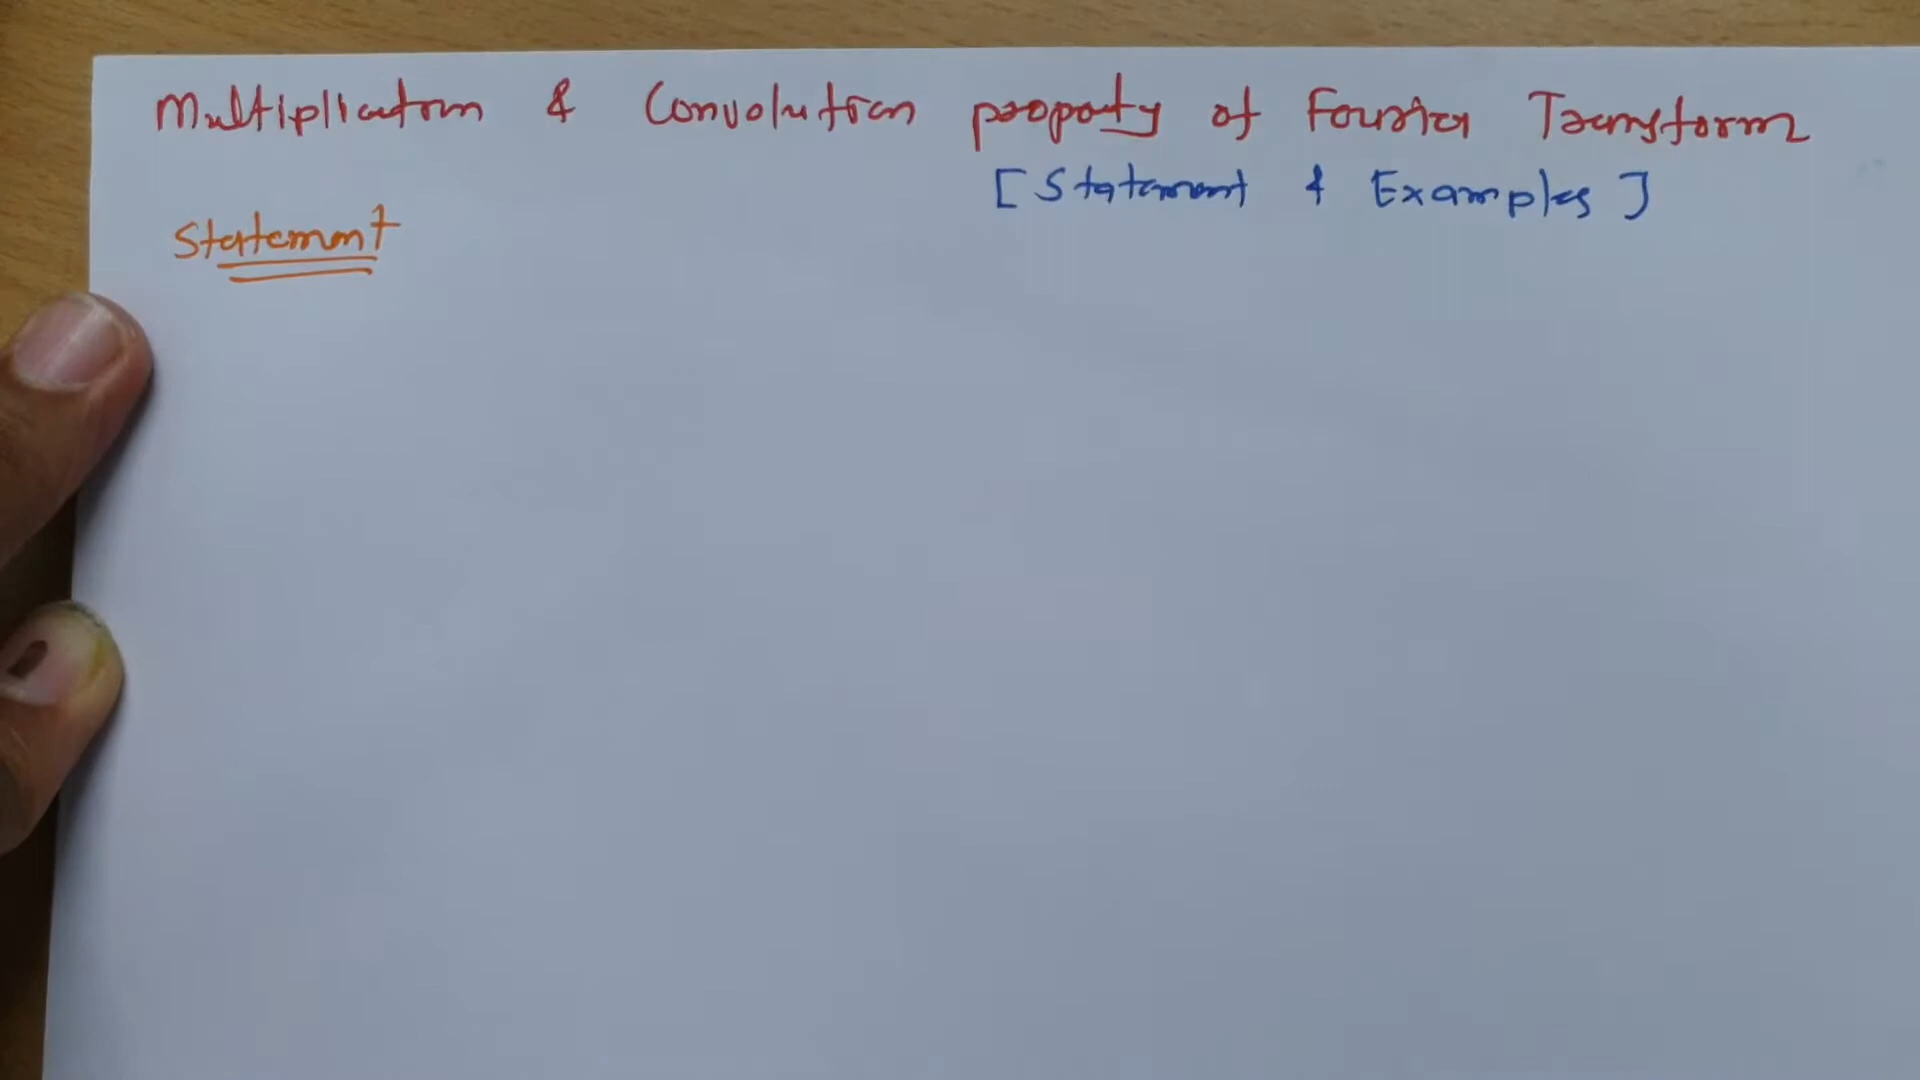 Multiplication & Convolution property of Fourier Transform
[Statement & Examples]
Statement